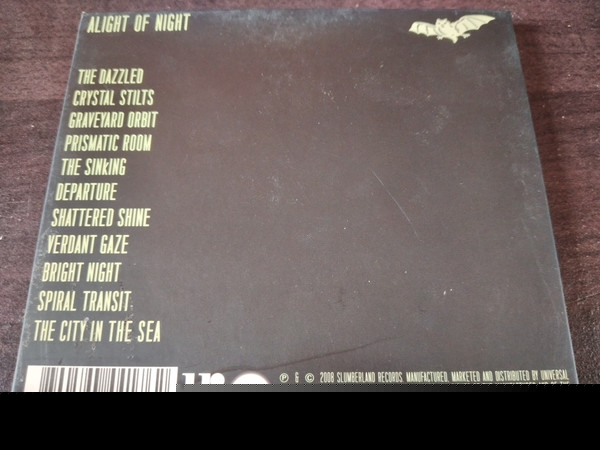 ALIGHT OF NIGHT
THE DAZZLED
CRYSTAL STILTS
GRAVEYARD ORBIT
PRISMATIC ROOM
THE SINKING
DEPARTURE
SHATTERED SHINE
VERDANT GAZE
BRIGHT NIGHT
SPIRAL TRANSIT
THE CITY IN THE SEA
℗ & © 2008 SLUMBERLAND RECORDS. MANUFACTURED, MARKETED AND DISTRIBUTED BY UNIVERSAL